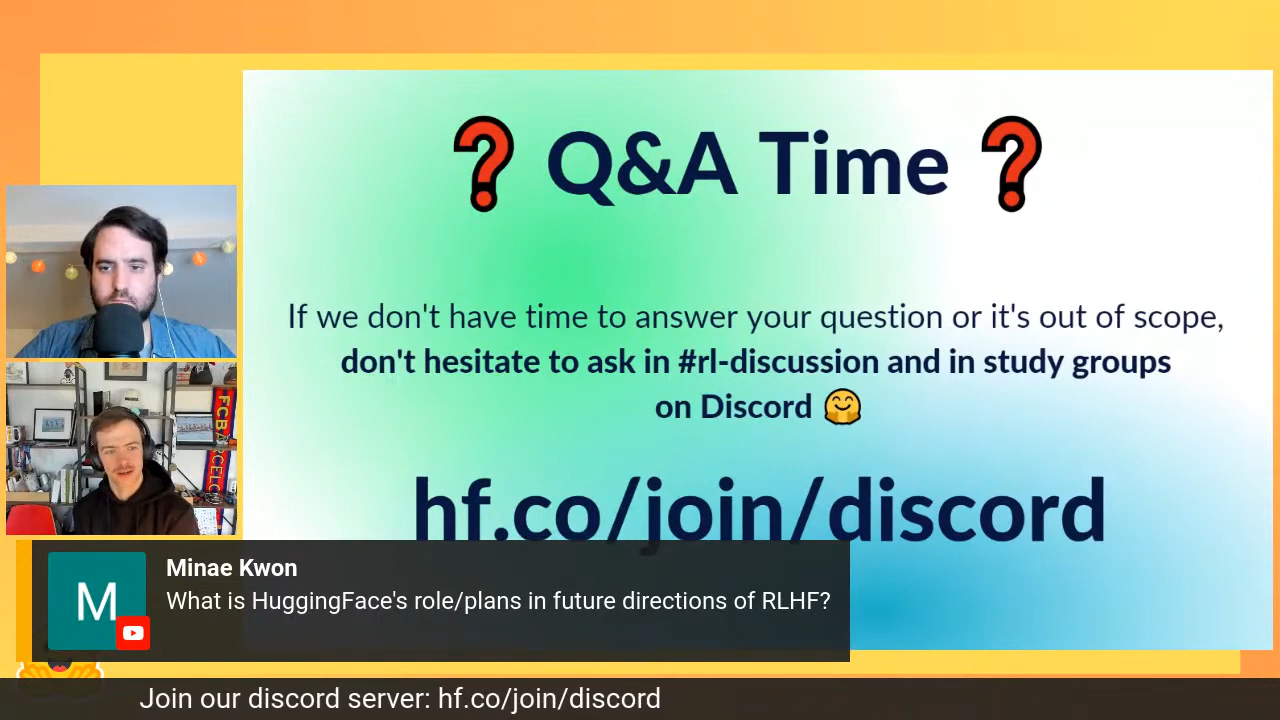 ❓ Q&A Time ❓
If we don't have time to answer your question or it's out of scope,
don't hesitate to ask in #rl-discussion and in study groups
on Discord 🤗
hf.co/join/discord
FCBARCELO
M
Minae Kwon
What is HuggingFace's role/plans in future directions of RLHF?
Join our discord server: hf.co/join/discord